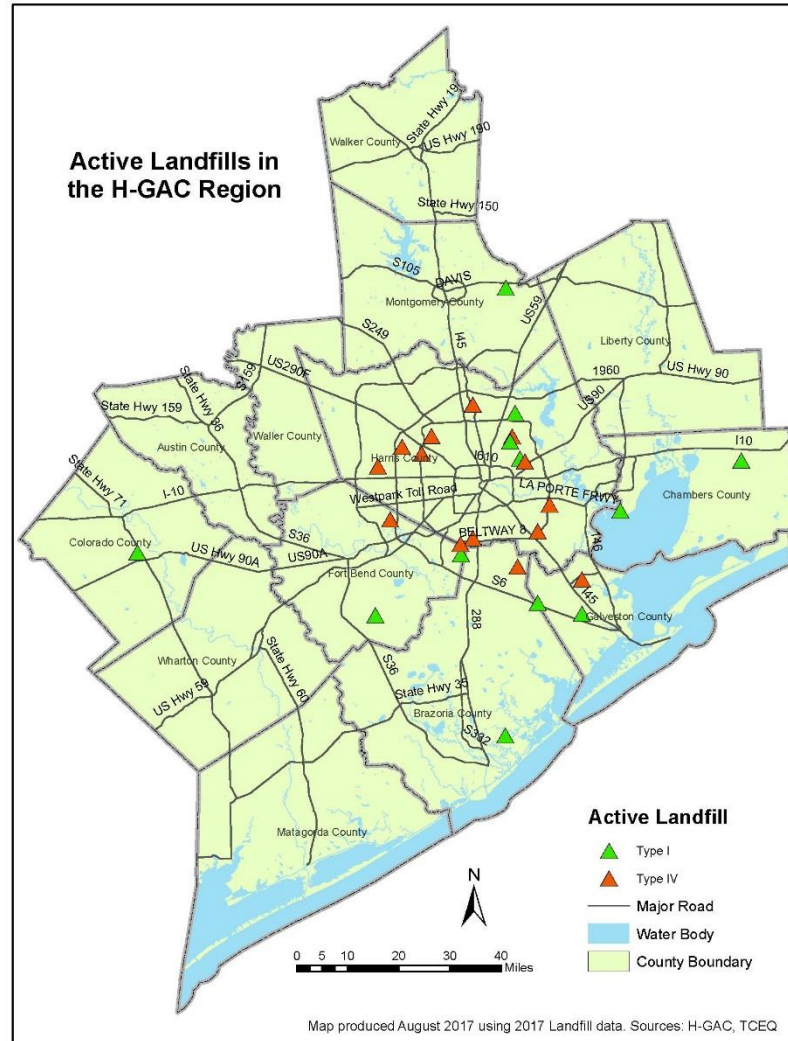 Active Landfills in
the H-GAC Region
Walker County
State Hwy 19
US Hwy 190
State Hwy 150
S105
DAVIS
Montgomery County
US59
I45
S249
Liberty County
US Hwy 90
1960
US90
US290F
S159
State Hwy 36
State Hwy 159
Austin County
Waller County
Harris County
I610
I10
Chambers County
State Hwy 71
I-10
Westpark Toll Road
LA PORTE FRWY
BELTWAY 8
Colorado County
US Hwy 90A
US90A
S36
Fort Bend County
S6
I45
Galveston County
288
Wharton County
US Hwy 59
State Hwy 60
S36
State Hwy 35
Brazoria County
S332
Matagorda County
Active Landfill
Type I
Type IV
Major Road
Water Body
County Boundary
N
0 5 10 20 30 40
Miles
Map produced August 2017 using 2017 Landfill data. Sources: H-GAC, TCEQ